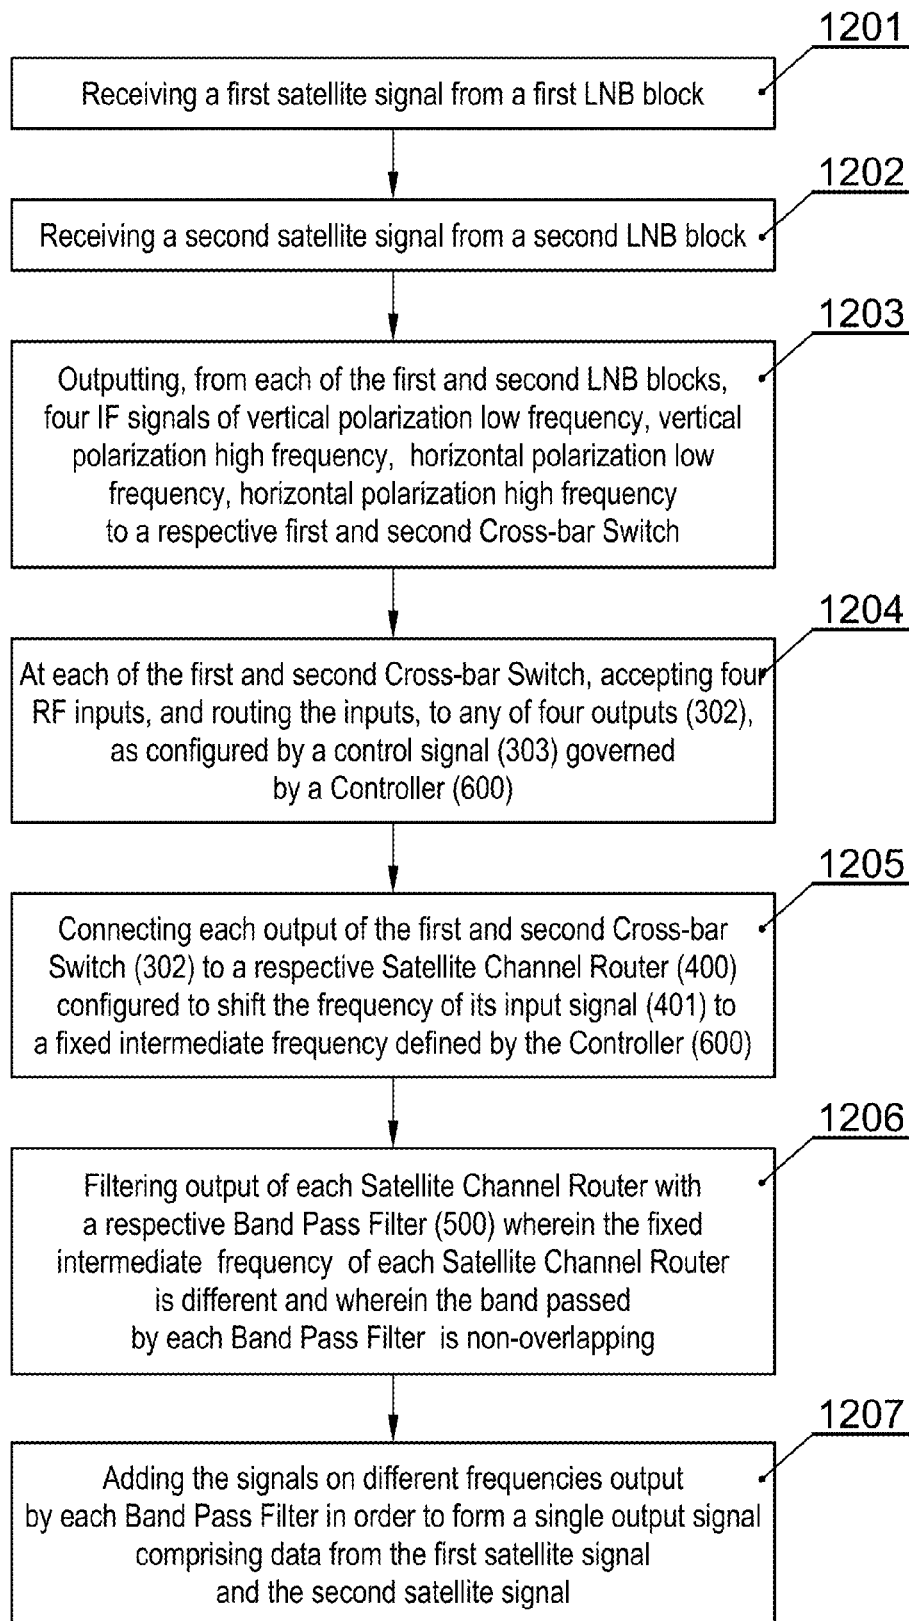 1201
Receiving a first satellite signal from a first LNB block
1202
Receiving a second satellite signal from a second LNB block
1203
Outputting, from each of the first and second LNB blocks,
four IF signals of vertical polarization low frequency, vertical
polarization high frequency, horizontal polarization low
frequency, horizontal polarization high frequency
to a respective first and second Cross-bar Switch
1204
At each of the first and second Cross-bar Switch, accepting four
RF inputs, and routing the inputs, to any of four outputs (302),
as configured by a control signal (303) governed
by a Controller (600)
1205
Connecting each output of the first and second Cross-bar
Switch (302) to a respective Satellite Channel Router (400)
configured to shift the frequency of its input signal (401) to
a fixed intermediate frequency defined by the Controller (600)
1206
Filtering output of each Satellite Channel Router with
a respective Band Pass Filter (500) wherein the fixed
intermediate frequency of each Satellite Channel Router
is different and wherein the band passed
by each Band Pass Filter is non-overlapping
1207
Adding the signals on different frequencies output
by each Band Pass Filter in order to form a single output signal
comprising data from the first satellite signal
and the second satellite signal